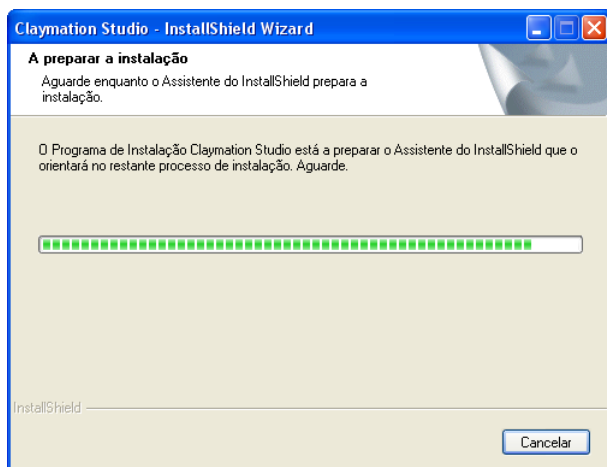 Claymation Studio - InstallShield Wizard
A preparar a instalação
Aguarde enquanto o Assistente do InstallShield prepara a
instalação.
O Programa de Instalação Claymation Studio está a preparar o Assistente do InstallShield que o
orientará no restante processo de instalação. Aguarde.
InstallShield
Cancelar